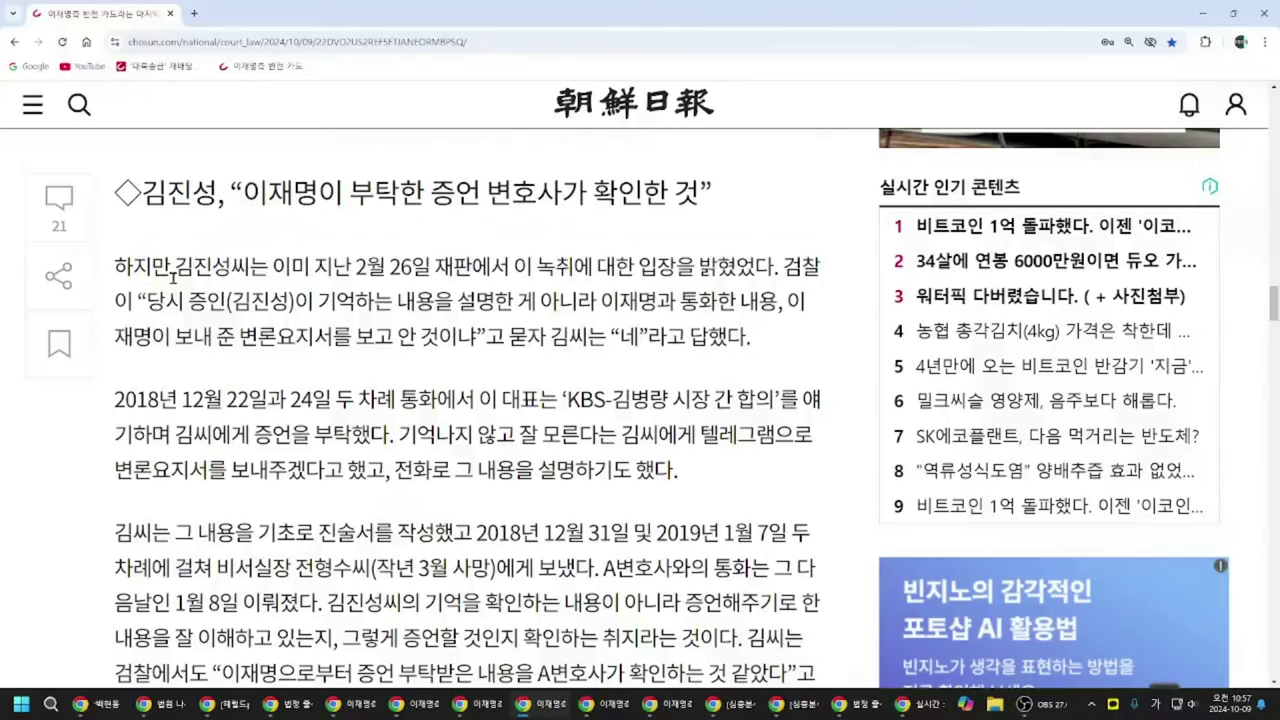 chosun.com/national/court_law/2024/10/09/
Google
YouTube
朝鮮日報
21
◇김진성, “이재명이 부탁한 증언 변호사가 확인한 것”
하지만 김진성씨는 이미 지난 2월 26일 재판에서 이 녹취에 대한 입장을 밝혔었다. 검찰
이 “당시 증인(김진성)이 기억하는 내용을 설명한 게 아니라 이재명과 통화한 내용, 이
재명이 보내 준 변론요지서를 보고 안 것이냐”고 묻자 김씨는 “네”라고 답했다.
2018년 12월 22일과 24일 두 차례 통화에서 이 대표는 ‘KBS-김병량 시장 간 합의’를 얘
기하며 김씨에게 증언을 부탁했다. 기억나지 않고 잘 모른다는 김씨에게 텔레그램으로
변론요지서를 보내주겠다고 했고, 전화로 그 내용을 설명하기도 했다.
김씨는 그 내용을 기초로 진술서를 작성했고 2018년 12월 31일 및 2019년 1월 7일 두
차례에 걸쳐 비서실장 전형수씨(작년 3월 사망)에게 보냈다. A변호사와의 통화는 그 다
음날인 1월 8일 이뤄졌다. 김진성씨의 기억을 확인하는 내용이 아니라 증언해주기로 한
내용을 잘 이해하고 있는지, 그렇게 증언할 것인지 확인하는 취지라는 것이다. 김씨는
검찰에서도 “이재명으로부터 증언 부탁받은 내용을 A변호사가 확인하는 것 같았다”고
실시간 인기 콘텐츠
1 비트코인 1억 돌파했다. 이젠 '이코...
2 34살에 연봉 6000만원이면 듀오 가...
3 워터픽 다버렸습니다. ( + 사진첨부)
4 농협 총각김치(4kg) 가격은 착한데 ...
5 4년만에 오는 비트코인 반감기 '지금'...
6 밀크씨슬 영양제, 음주보다 해롭다.
7 SK에코플랜트, 다음 먹거리는 반도체?
8 "역류성식도염" 양배추즙 효과 없었...
9 비트코인 1억 돌파했다. 이젠 '이코인...
빈지노의 감각적인
포토샵 AI 활용법
빈지노가 생각을 표현하는 방법을
오전 10:57
2024-10-09